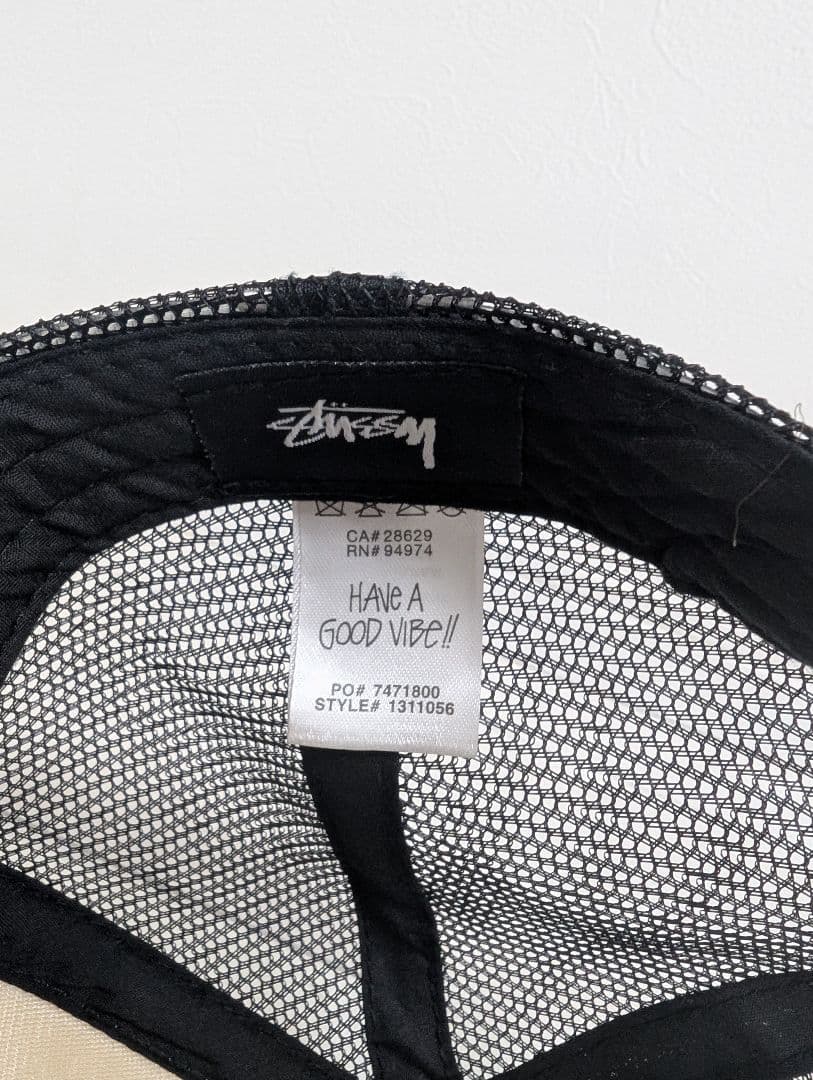 Stüssy
CA# 28629
RN# 94974
HAVE A
GOOD VIBE!!
PO# 7471800
STYLE# 1311056